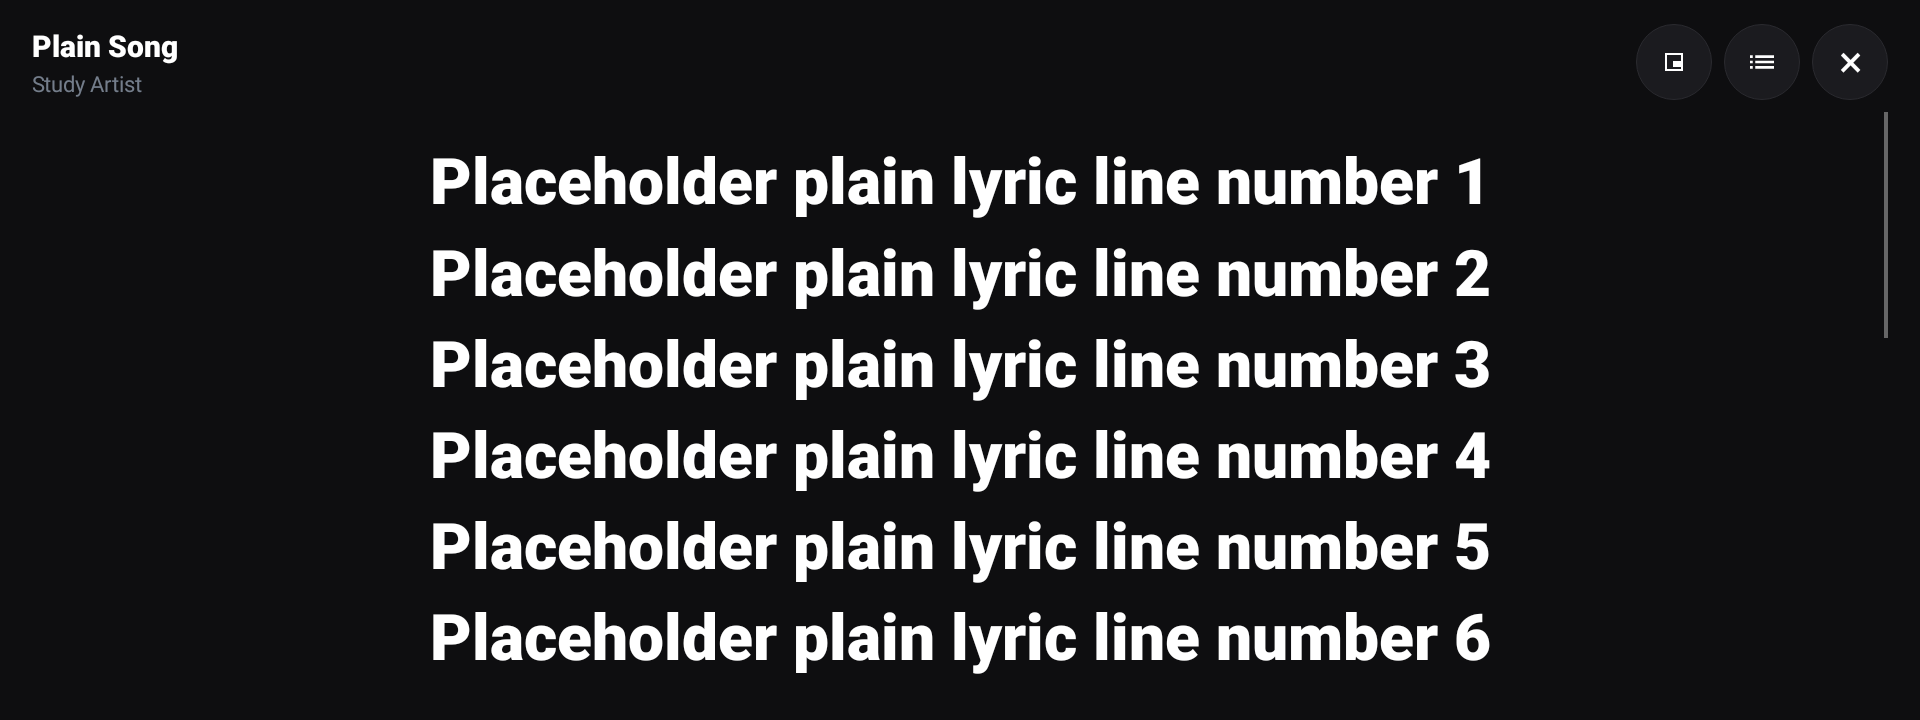 Plain Song
Study Artist
Placeholder plain lyric line number 1
Placeholder plain lyric line number 2
Placeholder plain lyric line number 3
Placeholder plain lyric line number 4
Placeholder plain lyric line number 5
Placeholder plain lyric line number 6